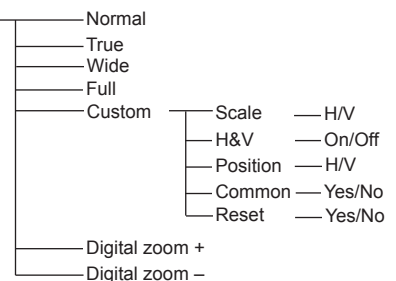 Normal
True
Wide
Full
Custom Scale H/V
H&V On/Off
Position H/V
Common Yes/No
Reset Yes/No
Digital zoom +
Digital zoom –